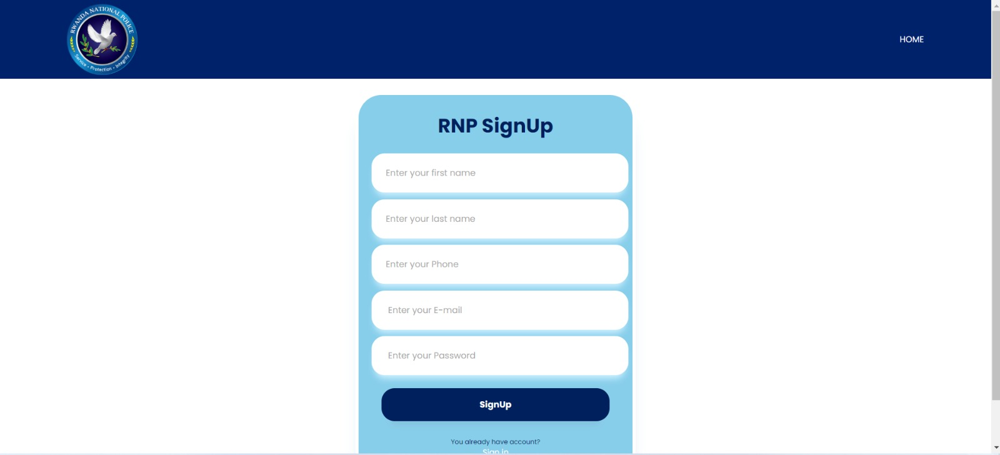 RWANDA NATIONAL POLICE
Service • Protection • Integrity
HOME
RNP SignUp
Enter your first name
Enter your last name
Enter your Phone
Enter your E-mail
Enter your Password
SignUp
You already have account?
Sign in